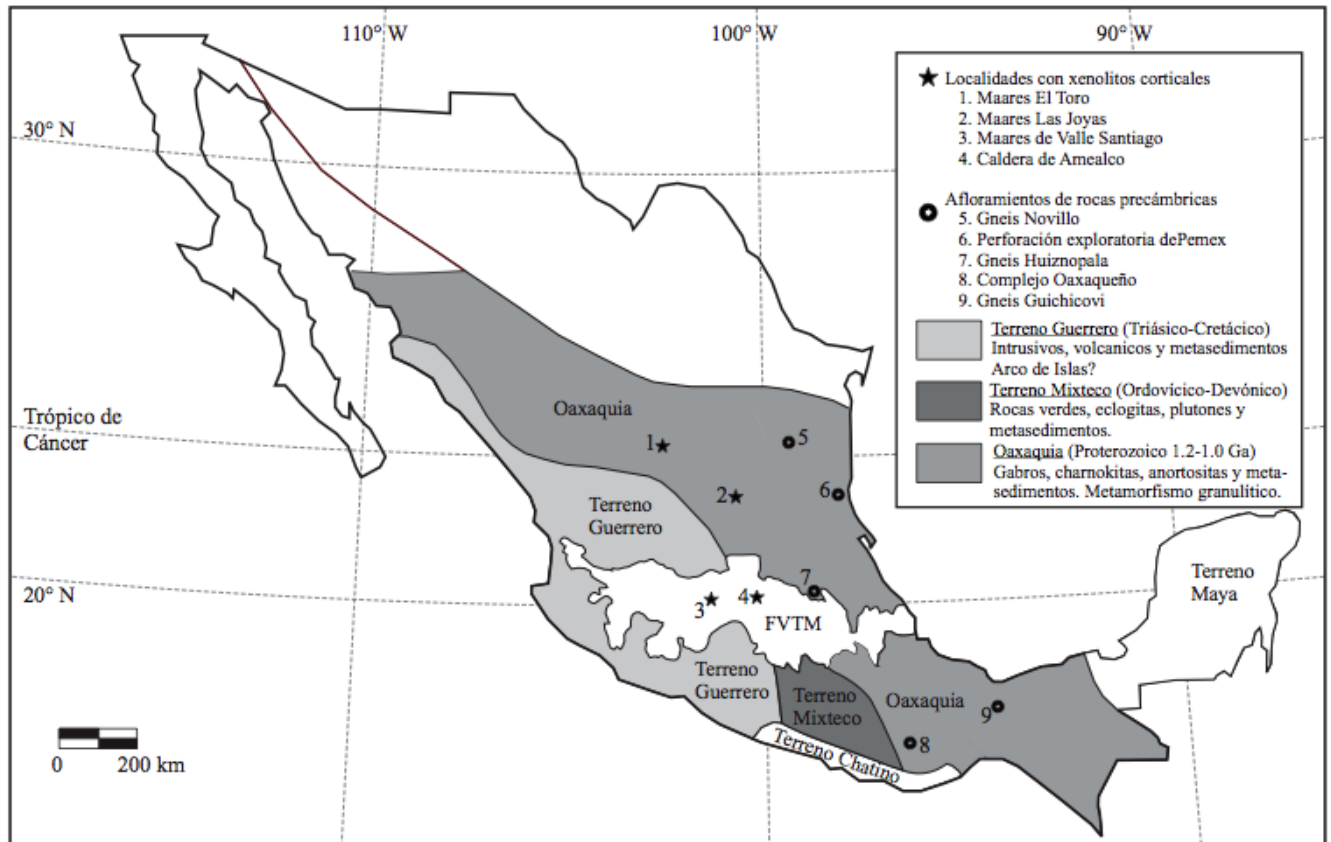 110° W
100° W
90° W
30° N
Trópico de
Cáncer
20° N
Localidades con xenolitos corticales
1. Maares El Toro
2. Maares Las Joyas
3. Maares de Valle Santiago
4. Caldera de Amealco
Afloramientos de rocas precámbricas
5. Gneis Novillo
6. Perforación exploratoria dePemex
7. Gneis Huiznopala
8. Complejo Oaxaqueño
9. Gneis Guichicovi
Terreno Guerrero (Triásico-Cretácico)
Intrusivos, volcanicos y metasedimentos
Arco de Islas?
Terreno Mixteco (Ordovícico-Devónico)
Rocas verdes, eclogitas, plutones y
metasedimentos.
Oaxaquia (Proterozoico 1.2-1.0 Ga)
Gabros, charnokitas, anortositas y meta-
sedimentos. Metamorfismo granulítico.
Oaxaquia
1
5
2
6
Terreno
Guerrero
7
3
4
FVTM
Terreno
Maya
Terreno
Guerrero
Terreno
Mixteco
Oaxaquia
9
8
Terreno Chatino
0
200 km